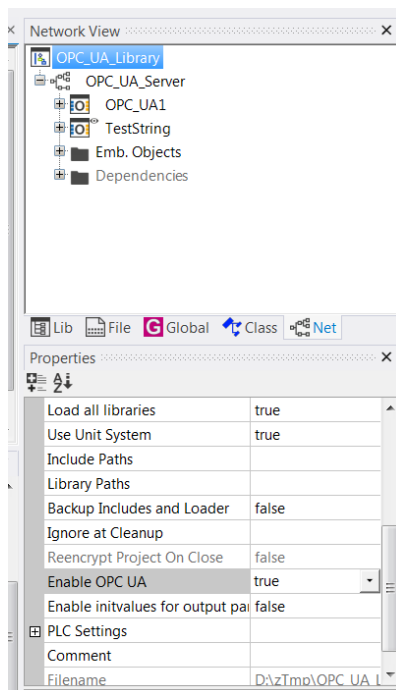 Network View
OPC_UA_Library
OPC_UA_Server
OPC_UA1
TestString
Emb. Objects
Dependencies
Lib File Global Class Net
Properties
Load all libraries true
Use Unit System true
Include Paths
Library Paths
Backup Includes and Loader false
Ignore at Cleanup
Reencrypt Project On Close false
Enable OPC UA true
Enable initvalues for output pa false
PLC Settings
Comment
Filename D:\zTmp\OPC_UA_L